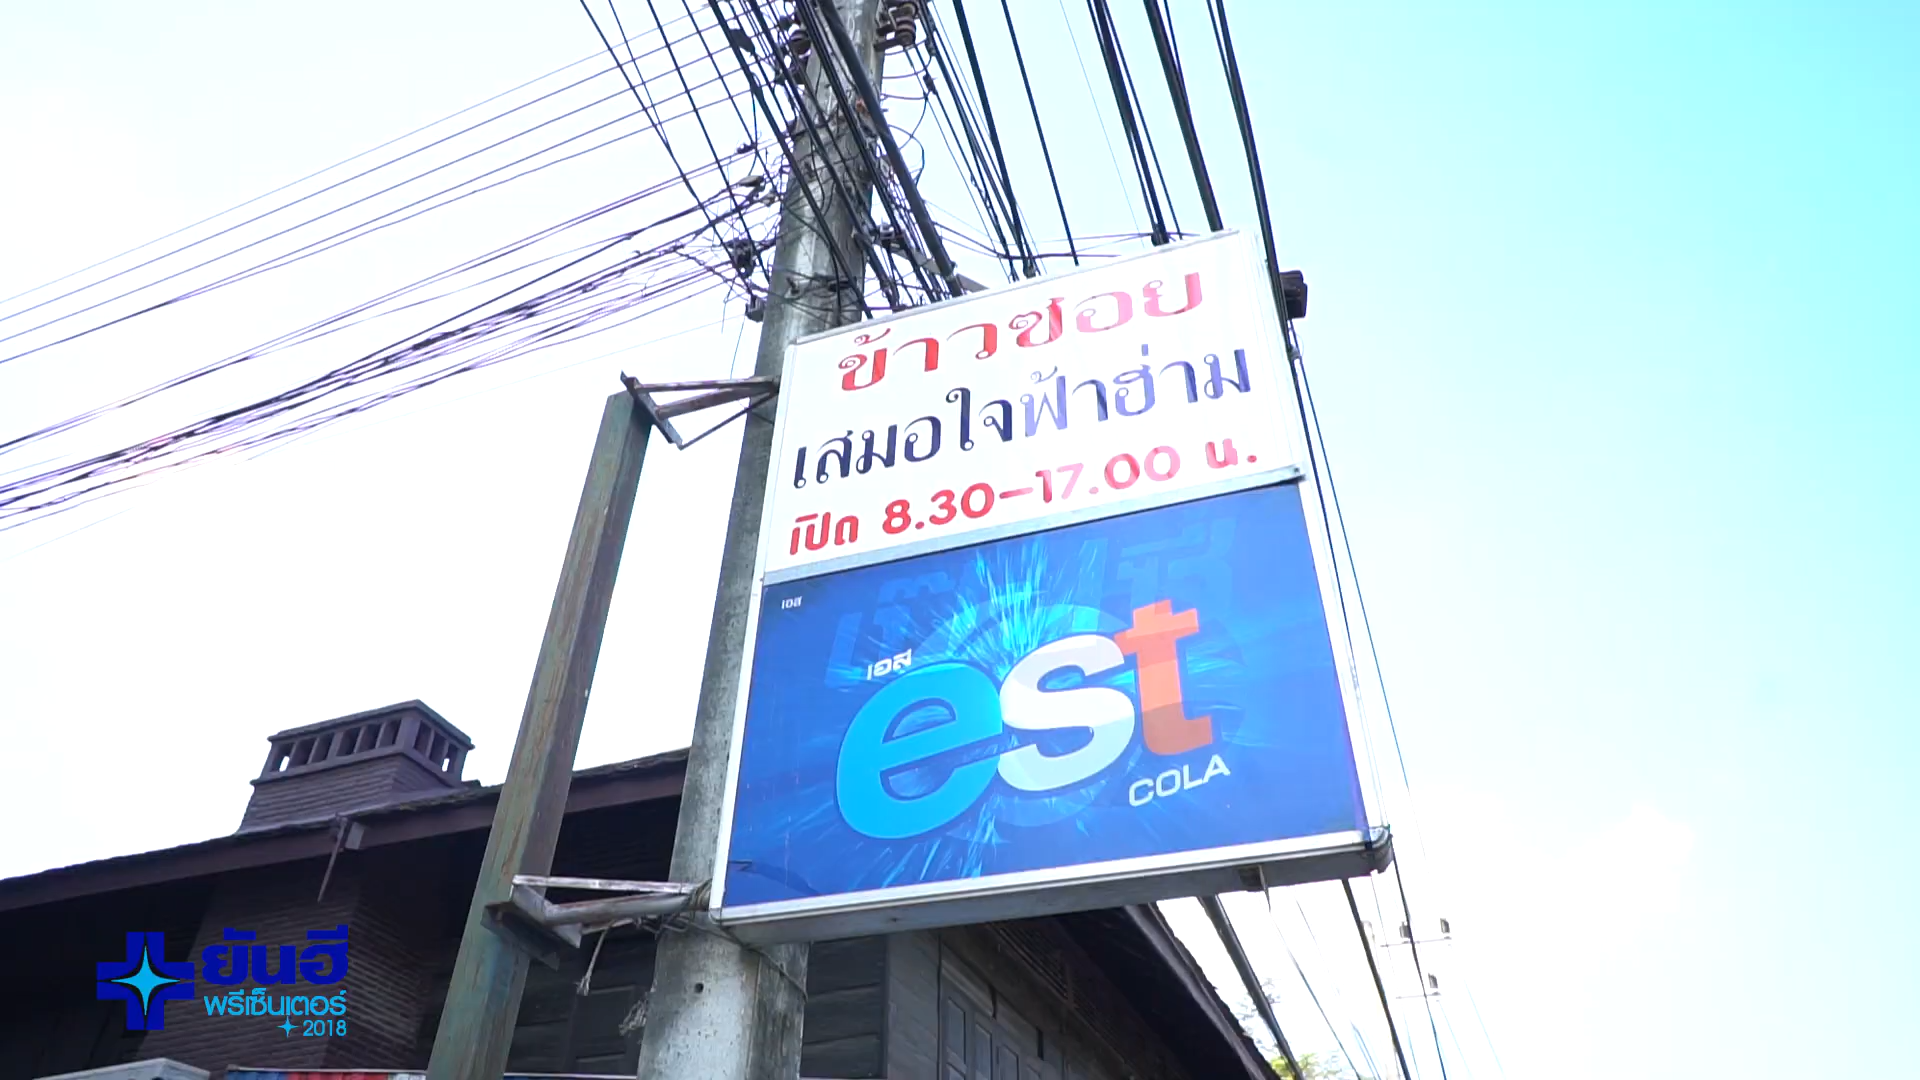 ข้าวซอย
เสมอใจฟ้าฮ่าม
เปิด 8.30-17.00 น.
เอส
เอส
est
COLA
ยันฮี
พรีเซ็นเตอร์
2018